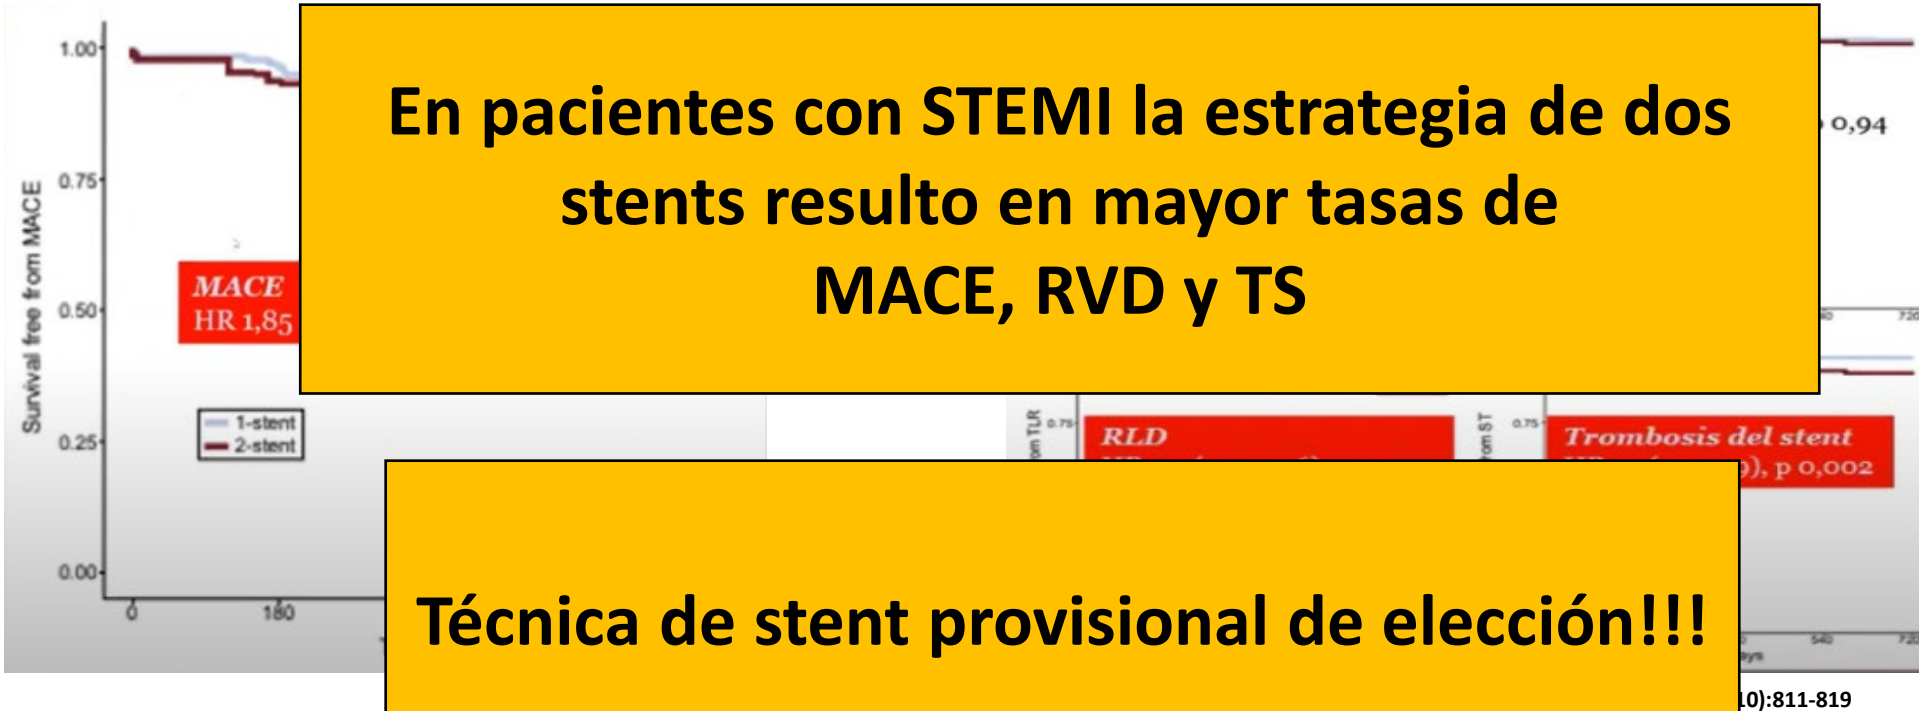 En pacientes con STEMI la estrategia de dos
stents resulto en mayor tasas de
MACE, RVD y TS
0,94
1.00
0.75
0.50
0.25
0.00
Survival free from MACE
MACE
HR 1,85
1-stent
2-stent
0
180
720
0.75
RLD
0.75
Trombosis del stent
), p 0,002
Técnica de stent provisional de elección!!!
540
720
10):811-819